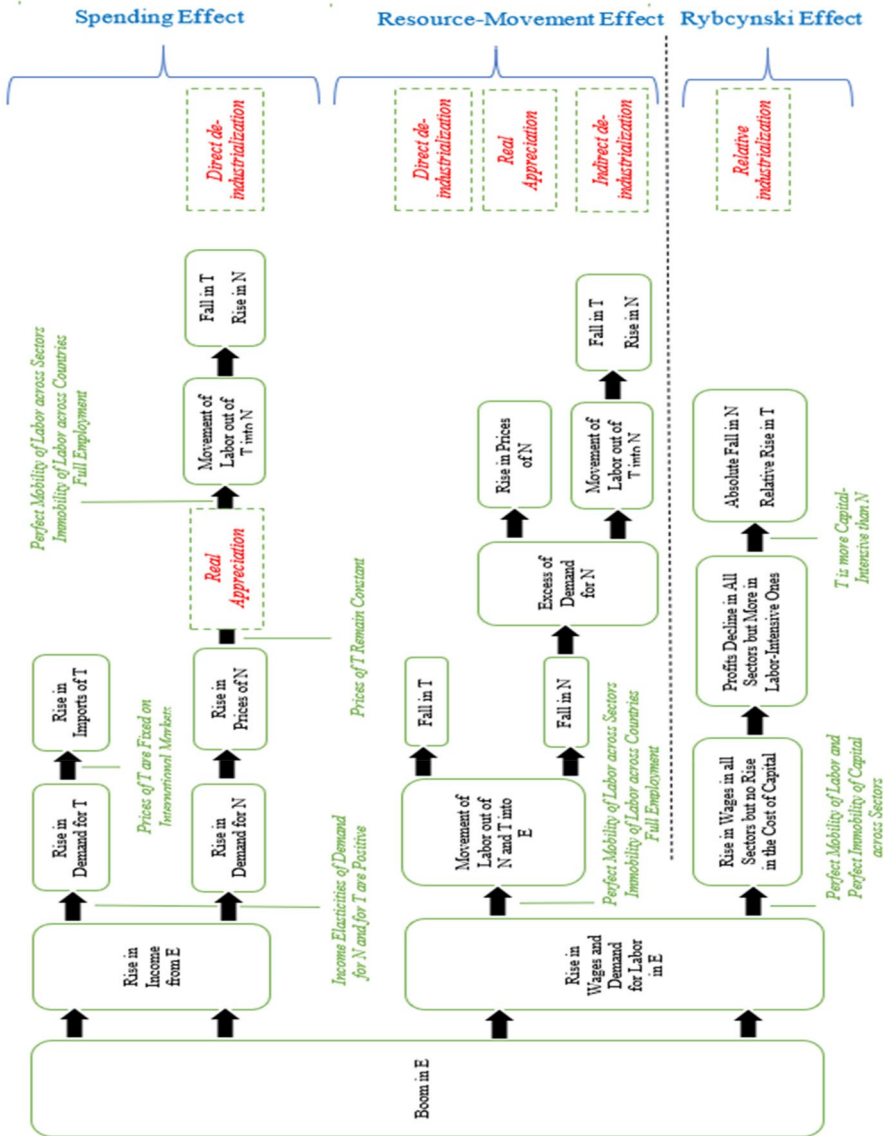 Spending Effect
Resource-Movement Effect
Rybcynski Effect
Direct de-
industrialization
Direct de-
industrialization
Real
Appreciation
Indirect de-
industrialization
Relative
industrialization
Perfect Mobility of Labor across Sectors
Immobility of Labor across Countries
Full Employment
Fall in T
Rise in N
Movement of
Labor out of
T into N
Real
Appreciation
Prices of T Remain Constant
Rise in
Imports of T
Rise in
Prices of N
Prices of T are Fixed on
International Markets
Rise in
Demand for T
Rise in
Demand for N
Income Elasticities of Demand
for N and for T are Positive
Rise in
Income
from E
Fall in T
Rise in N
Rise in Prices
of N
Movement of
Labor out of
T into N
Excess of
Demand
for N
Fall in T
Fall in N
Movement of
Labor out of
N and T into
E
Perfect Mobility of Labor across Sectors
Immobility of Labor across Countries
Full Employment
Rise in
Wages and
Demand
for Labor
in E
Absolute Fall in N
Relative Rise in T
T is more Capital-
Intensive than N
Profits Decline in All
Sectors but More in
Labor-Intensive Ones
Rise in Wages in all
Sectors but no Rise
in the Cost of Capital
Perfect Mobility of Labor and
Perfect Immobility of Capital
across Sectors
Boom in E